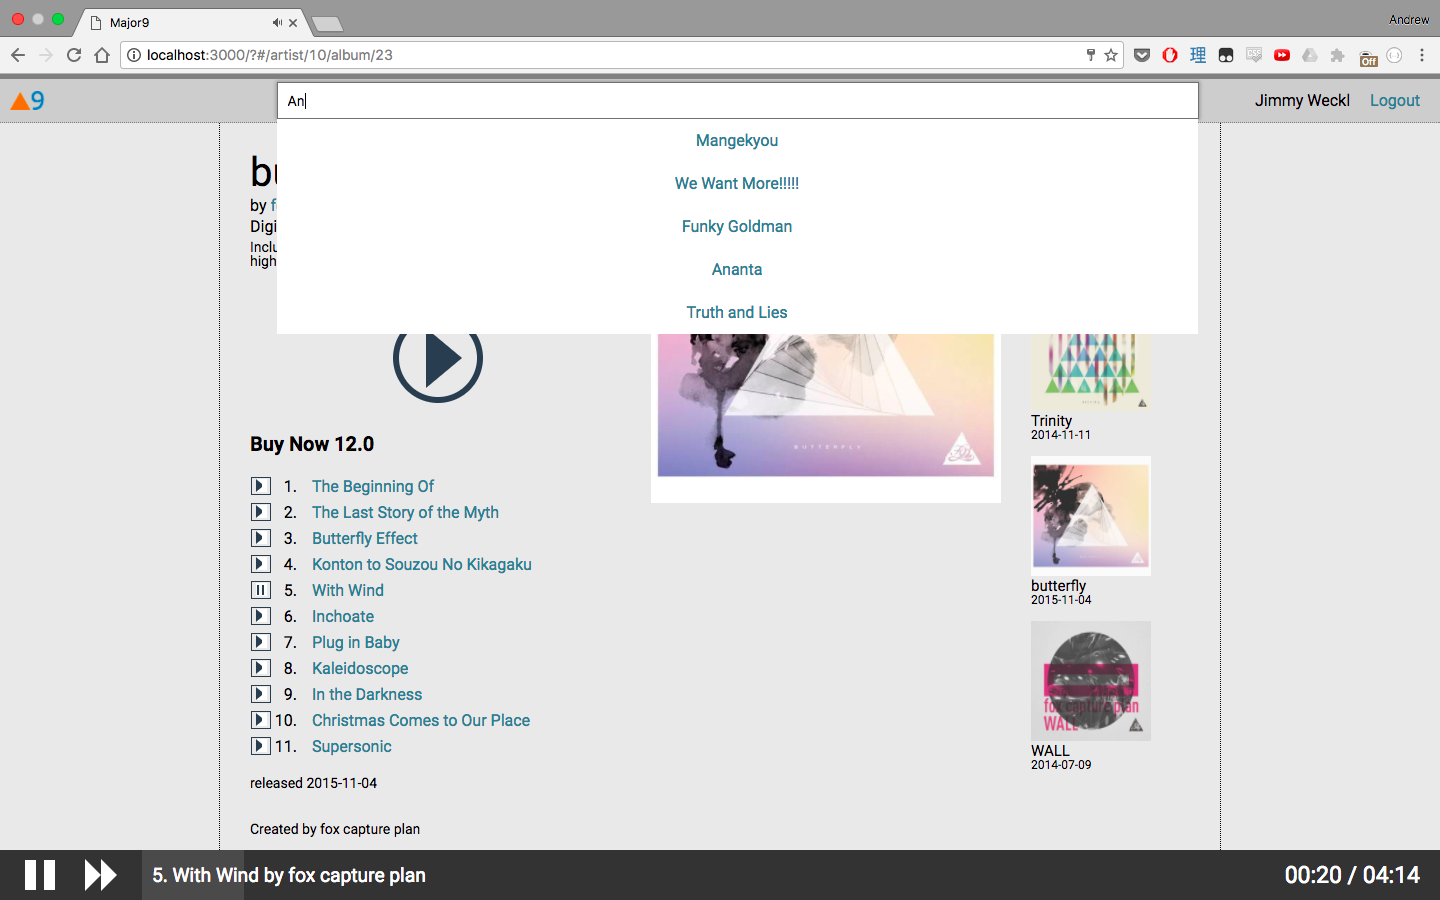 Major9
Andrew
localhost:3000/?#/artist/10/album/23
理
Off
9
An
Jimmy Weckl
Logout
Mangekyou
We Want More!!!!!
Funky Goldman
Ananta
Truth and Lies
bu
by f
Digi
Inclu
high
BUTTERFLY
Buy Now 12.0
1. The Beginning Of
2. The Last Story of the Myth
3. Butterfly Effect
4. Konton to Souzou No Kikagaku
5. With Wind
6. Inchoate
7. Plug in Baby
8. Kaleidoscope
9. In the Darkness
10. Christmas Comes to Our Place
11. Supersonic
released 2015-11-04
Created by fox capture plan
Trinity
2014-11-11
butterfly
2015-11-04
fox capture plan
WALL
WALL
2014-07-09
5. With Wind by fox capture plan
00:20 / 04:14